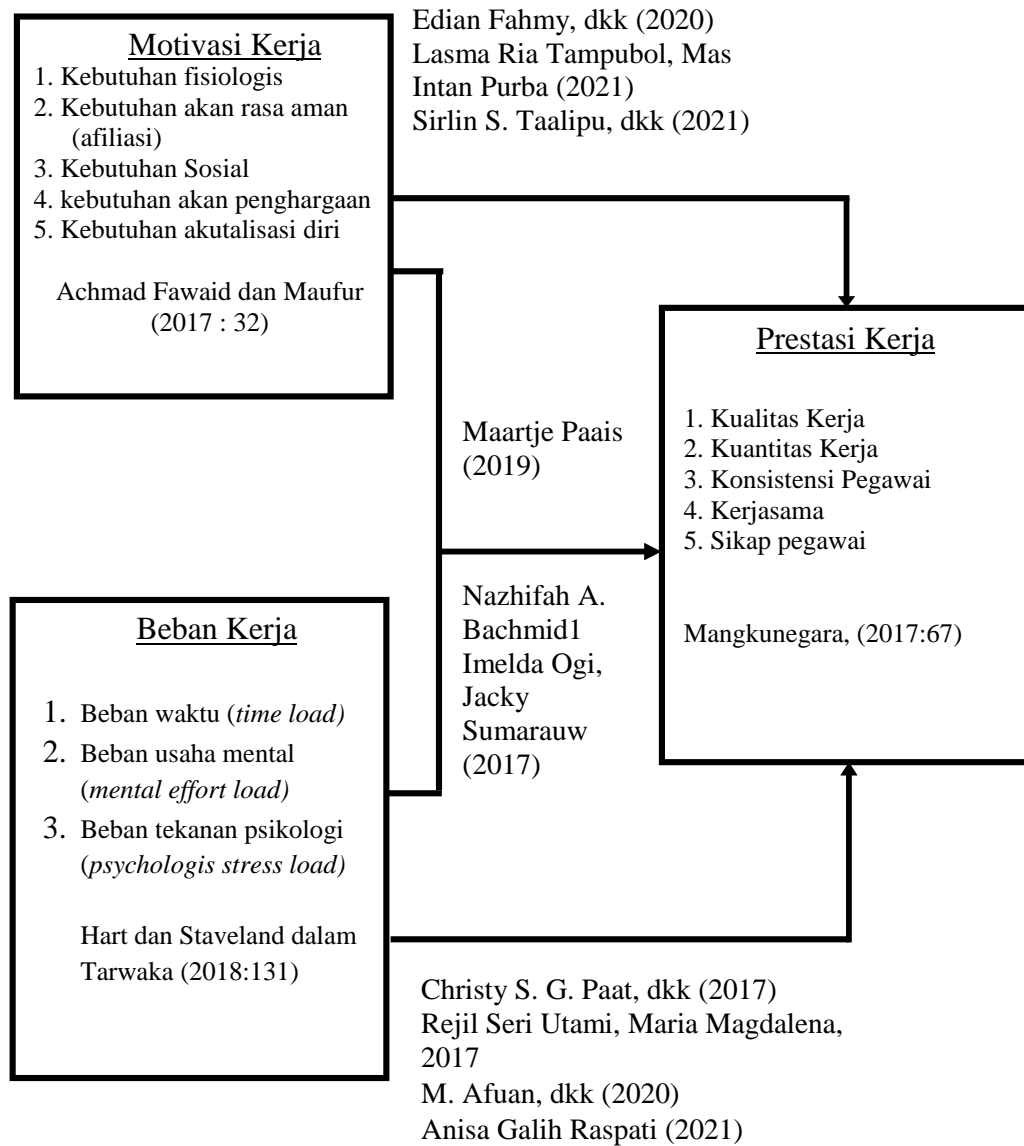 Motivasi Kerja
1. Kebutuhan fisiologis
2. Kebutuhan akan rasa aman
(afiliasi)
3. Kebutuhan Sosial
4. kebutuhan akan penghargaan
5. Kebutuhan akutalisasi diri
Achmad Fawaid dan Maufur
(2017 : 32)
Edian Fahmy, dkk (2020)
Lasma Ria Tampubol, Mas
Intan Purba (2021)
Sirlin S. Taalipu, dkk (2021)
Maartje Paais
(2019)
Nazhifah A.
Bachmid1
Imelda Ogi,
Jacky
Sumarauw
(2017)
Prestasi Kerja
1. Kualitas Kerja
2. Kuantitas Kerja
3. Konsistensi Pegawai
4. Kerjasama
5. Sikap pegawai
Mangkunegara, (2017:67)
Beban Kerja
1. Beban waktu (time load)
2. Beban usaha mental
(mental effort load)
3. Beban tekanan psikologi
(psychologis stress load)
Hart dan Staveland dalam
Tarwaka (2018:131)
Christy S. G. Paat, dkk (2017)
Rejil Seri Utami, Maria Magdalena,
2017
M. Afuan, dkk (2020)
Anisa Galih Raspati (2021)